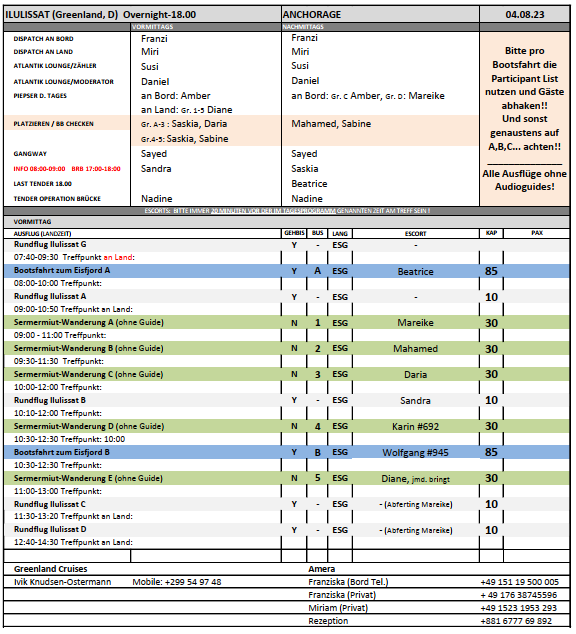 ILULISSAT (Greenland, D) Overnight-18.00 ANCHORAGE 04.08.23
VORMITTAGS NACHMITTAGS
DISPATCH AN BORD Franzi Franzi
DISPATCH AN LAND Miri Miri
ATLANTIK LOUNGE/ZÄHLER Susi Susi
ATLANTIK LOUNGE/MODERATOR Daniel Daniel
PIEPSER D. TAGES an Bord: Amber an Bord: Gr. C Amber, Gr. D: Mareike
an Land: Gr. 1-5 Diane
PLATZIEREN / BB CHECKEN Gr. A-3 : Saskia, Daria Mahamed, Sabine
Gr.4-5: Saskia, Sabine
GANGWAY Sayed Sayed
INFO 08:00-09:00 BRB 17:00-18:00 Sandra Saskia
LAST TENDER 18.00 Beatrice
TENDER OPERATION BRÜCKE Nadine Nadine
Bitte pro
Bootsfahrt die
Participant List
nutzen und Gäste
abhaken!!
Und sonst
genaustens auf
A,B,C... achten!!
Alle Ausflüge ohne
Audioguides!
ESCORTS: BITTE IMMER 20 MINUTEN VOR DER IM TAGESPROGRAMM GENANNTEN ZEIT AM TREFF SEIN !
VORMITTAG
AUSFLUG (LANDZEIT) GEHBIS BUS LANG ESCORT KAP PAX
Rundflug Ilulissat G Y - ESG -
07:40-09:30 Treffpunkt an Land:
Bootsfahrt zum Eisfjord A Y A ESG Beatrice 85
08:00-10:00 Treffpunkt:
Rundflug Ilulissat A Y - ESG - 10
09:00-10:50 Treffpunkt an Land:
Sermermiut-Wanderung A (ohne Guide) N 1 ESG Mareike 30
09:00 - 11:00 Treffpunkt:
Sermermiut-Wanderung B (ohne Guide) N 2 ESG Mahamed 30
09:30-11:30 Treffpunkt:
Sermermiut-Wanderung C (ohne Guide) N 3 ESG Daria 30
10:00-12:00 Treffpunkt:
Rundflug Ilulissat B Y - ESG Sandra 10
10:10-12:00 Treffpunkt an Land:
Sermermiut-Wanderung D (ohne Guide) N 4 ESG Karin #692 30
10:30-12:30 Treffpunkt: 10:00
Bootsfahrt zum Eisfjord B Y B ESG Wolfgang #945 85
10:30-12:30 Treffpunkt:
Sermermiut-Wanderung E (ohne Guide) N 5 ESG Diane, jmd. bringt 30
11:00-13:00 Treffpunkt:
Rundflug Ilulissat C Y - ESG - (Abferting Mareike) 10
11:30-13:20 Treffpunkt an Land:
Rundflug Ilulissat D Y - ESG - (Abferting Mareike) 10
12:40-14:30 Treffpunkt an Land:
Greenland Cruises Amera
Ivik Knudsen-Ostermann Mobile: +299 54 97 48 Franziska (Bord Tel.) +49 151 19 500 005
Franziska (Privat) + 49 176 38745596
Miriam (Privat) +49 1523 1953 293
Rezeption +881 6777 69 892